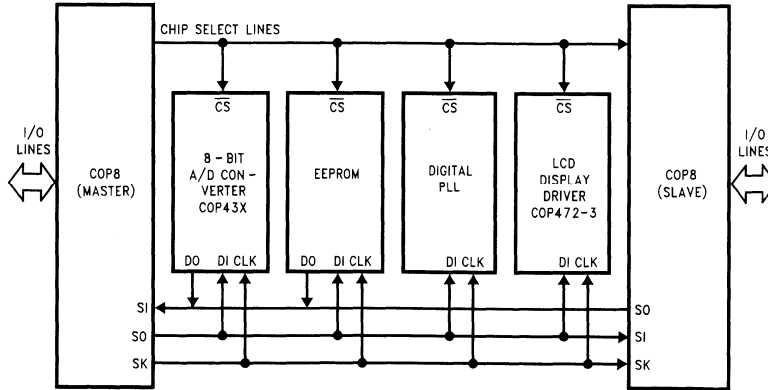 CHIP SELECT LINES
I/O
LINES
COP8
(MASTER)
CS
8 - BIT
A/D CON -
VERTER
COP43X
DO DI CLK
CS
EEPROM
DO DI CLK
CS
DIGITAL
PLL
DI CLK
CS
LCD
DISPLAY
DRIVER
COP472-3
DI CLK
COP8
(SLAVE)
I/O
LINES
SI
SO
SK
SO
SI
SK